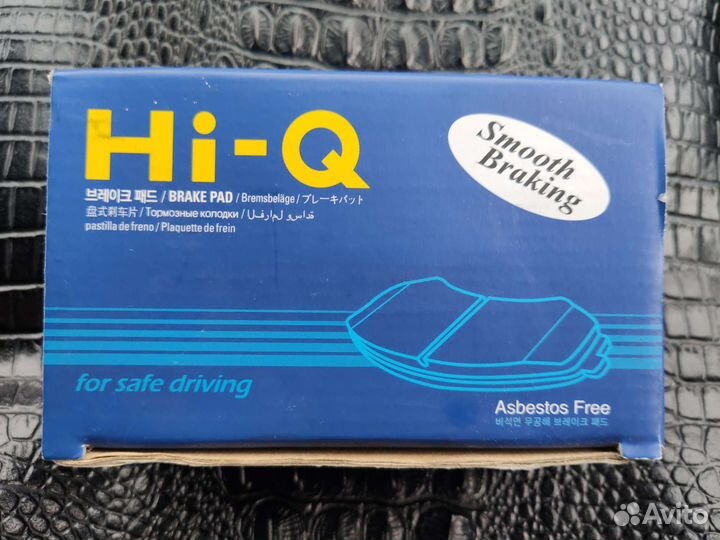 Hi-Q
Smooth
Braking
브레이크 패드 / BRAKE PAD / Bremsbeläge / ブレーキパット
盘式刹车片 / Тормозные колодки / الفرامل وسادة
pastilla de freno / Plaquette de frein
for safe driving
Asbestos Free
비석면 무공해 브레이크 패드
Avito